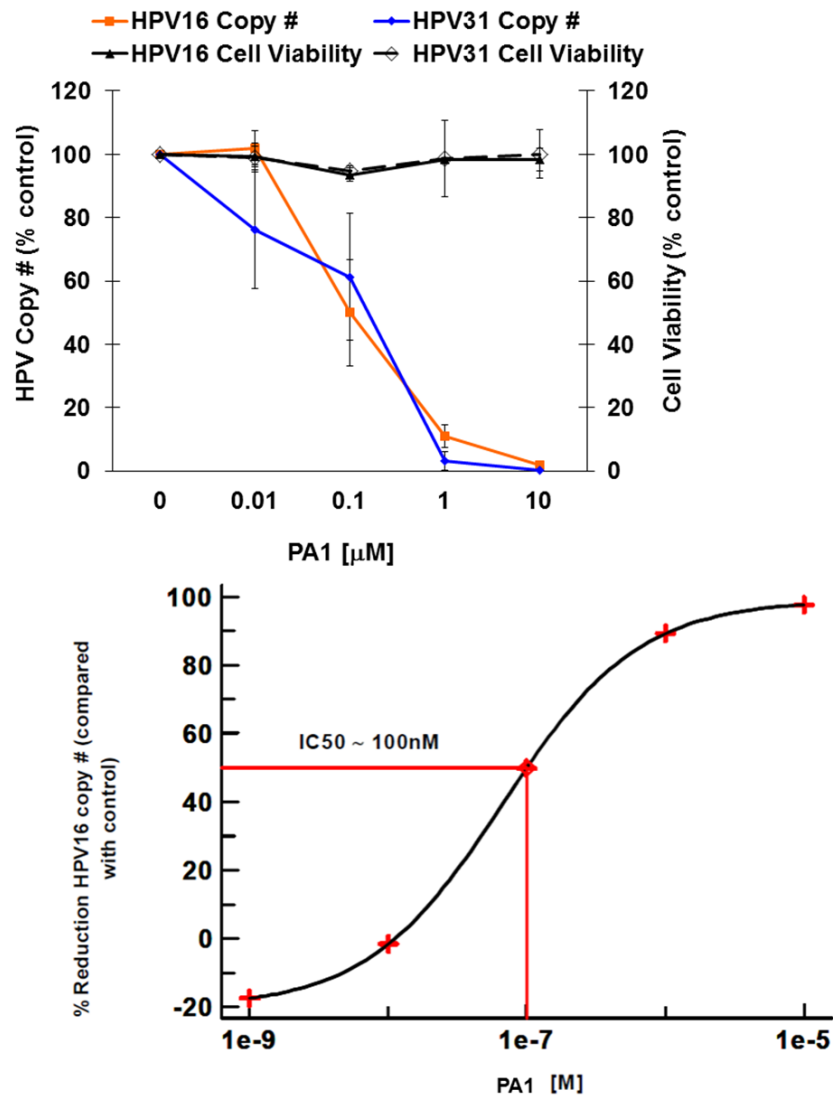 HPV16 Copy # HPV31 Copy #
HPV16 Cell Viability HPV31 Cell Viability
120 120
100 100
80 80
60 60
40 40
20 20
0 0
HPV Copy # (% control)
Cell Viability (% control)
0 0.01 0.1 1 10
PA1 [μM]
100
80
60
40
20
0
-20
% Reduction HPV16 copy # (compared
with control)
IC50 ~ 100nM
1e-9 1e-7 1e-5
PA1 [M]